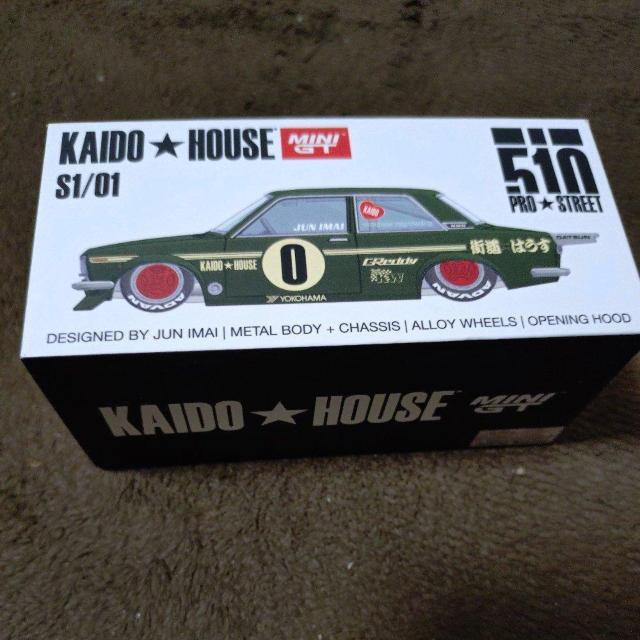 KAIDO★HOUSE MINI GT
S1/01
510
PRO★STREET
JUN IMAI
KAIDO
KAIDO★HOUSE
0
GReddy
街道 はろす
DATSUN
YOKOHAMA
DESIGNED BY JUN IMAI | METAL BODY + CHASSIS | ALLOY WHEELS | OPENING HOOD
KAIDO★HOUSE MINI GT